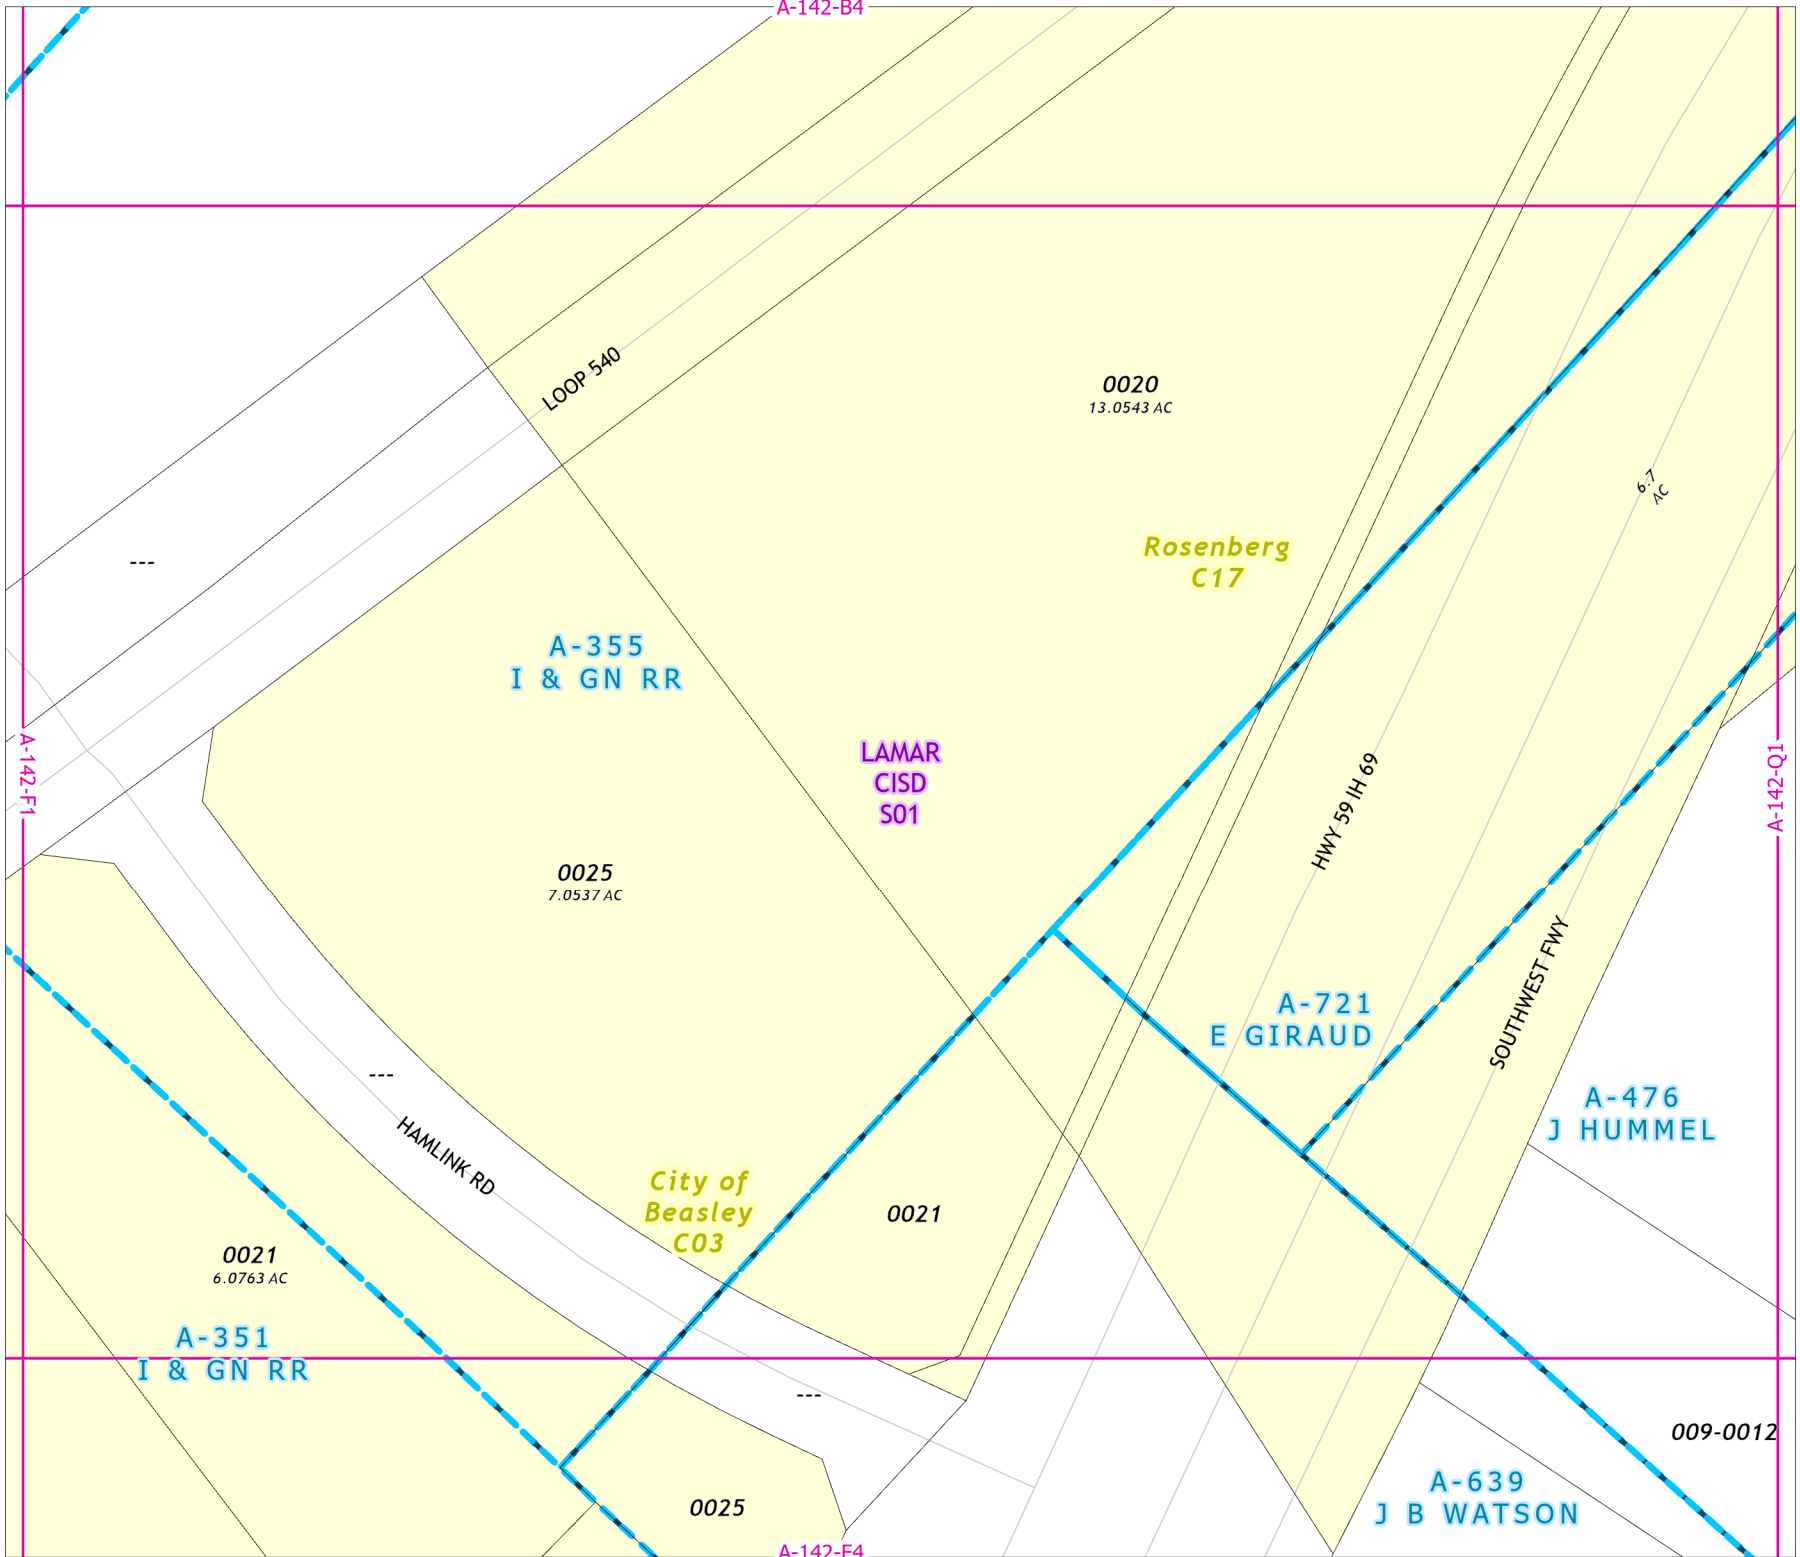 A-142-B4
LOOP 540
0020
13.0543 AC
6.7
AC
Rosenberg
C17
---
A-355
I & GN RR
LAMAR
CISD
S01
A-142-F1
A-142-Q1
HWY 59 IH 69
0025
7.0537 AC
SOUTHWEST FWY
A-721
E GIRAUD
---
A-476
J HUMMEL
HAMLINK RD
City of
Beasley
C03
0021
0021
6.0763 AC
A-351
I & GN RR
---
009-0012
A-639
J B WATSON
0025